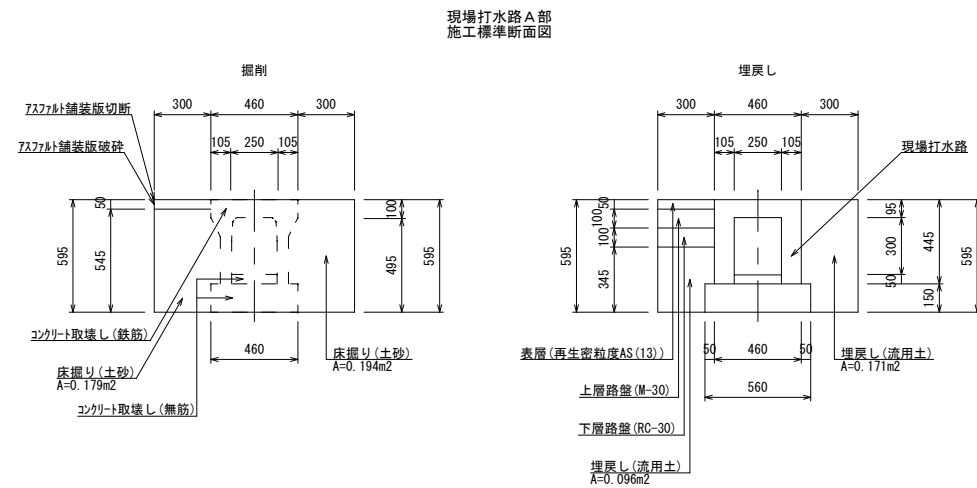 現場打水路A部
施工標準断面図
掘削
300
460
300
アスファルト舗装版切断
アスファルト舗装版破砕
105
250
105
50
545
595
100
495
595
コンクリート取壊し(鉄筋)
床掘り(土砂)
A=0.179m2
コンクリート取壊し(無筋)
460
床掘り(土砂)
A=0.194m2
埋戻し
300
460
300
105
250
105
現場打水路
50
100
100
345
595
95
300
50
445
150
595
表層(再生密粒度AS(13))
50
460
50
560
上層路盤(M-30)
下層路盤(RC-30)
埋戻し(流用土)
A=0.096m2
埋戻し(流用土)
A=0.171m2